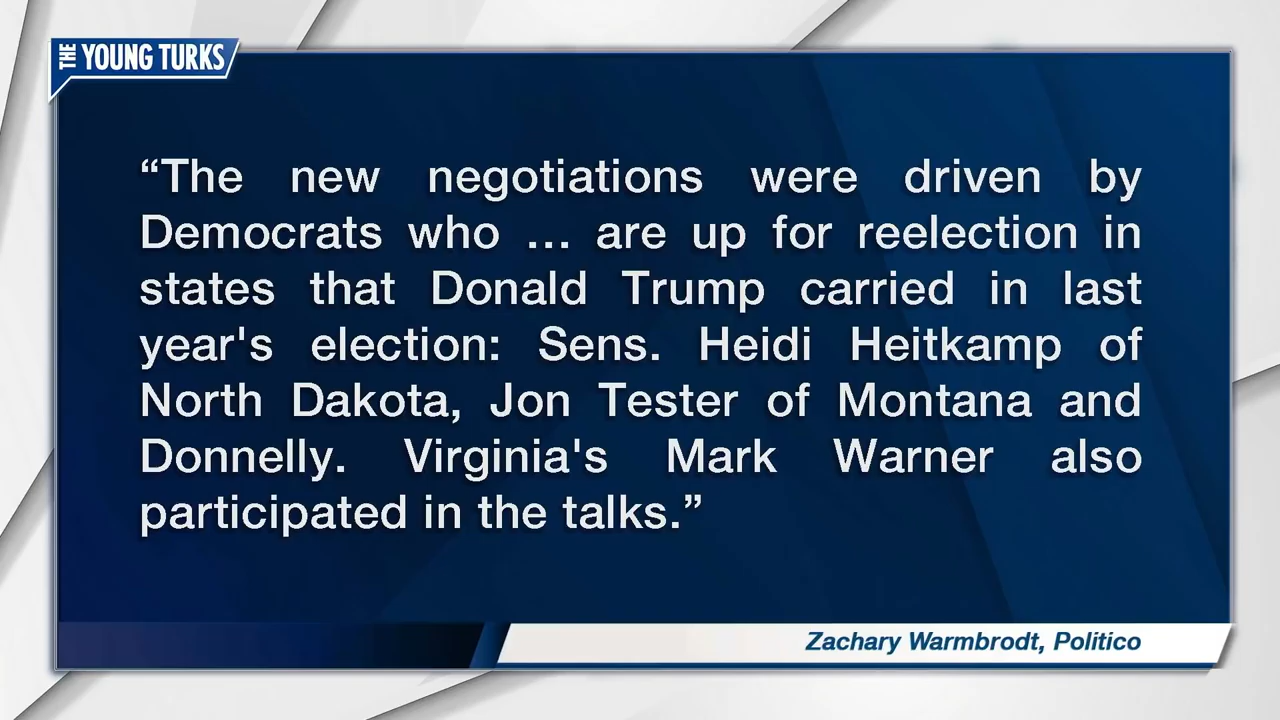 THE YOUNG TURKS
“The new negotiations were driven by
Democrats who ... are up for reelection in
states that Donald Trump carried in last
year's election: Sens. Heidi Heitkamp of
North Dakota, Jon Tester of Montana and
Donnelly. Virginia's Mark Warner also
participated in the talks.”
Zachary Warmbrodt, Politico